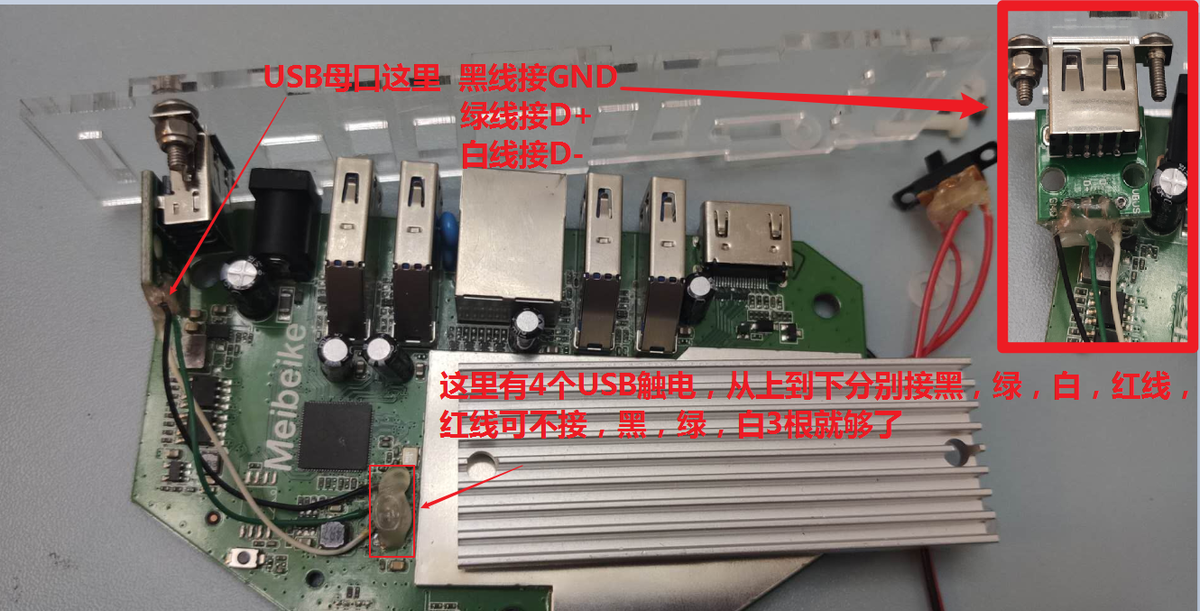 USB母口这里 黑线接GND
绿线接D+
白线接D-
这里有4个USB触电，从上到下分别接黑，绿，白，红线，
红线可不接，黑，绿，白3根就够了
Meibeike